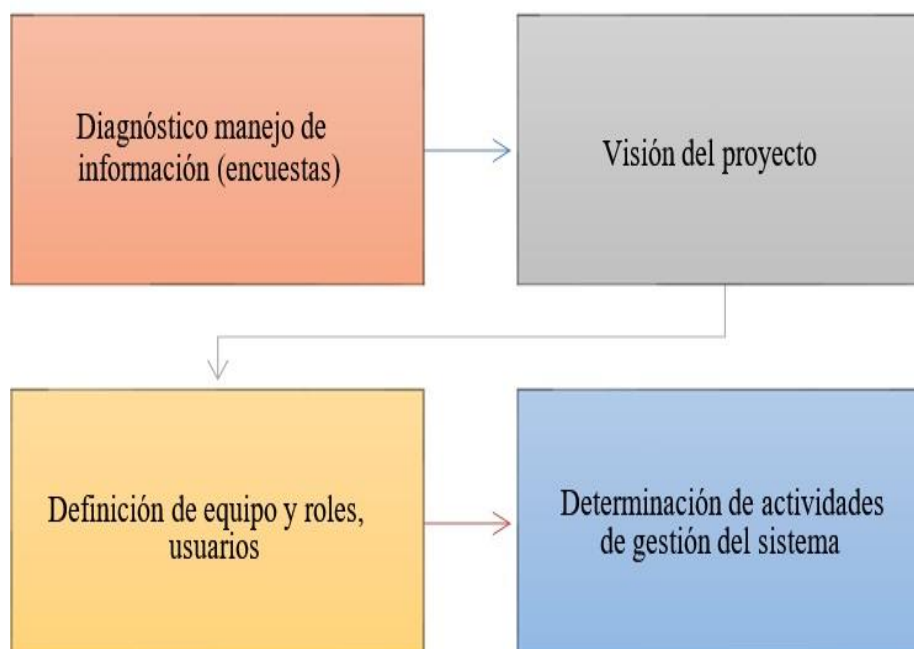 Diagnóstico manejo de
información (encuestas)
Visión del proyecto
Definición de equipo y roles,
usuarios
Determinación de actividades
de gestión del sistema